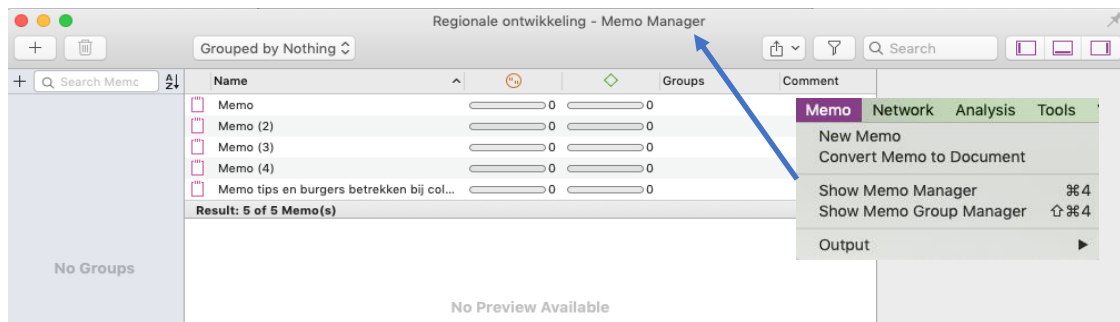 Regionale ontwikkeling - Memo Manager
Grouped by Nothing
Search
Search Memc
Name Groups Comment
Memo 0 0
Memo (2) 0 0
Memo (3) 0 0
Memo (4) 0 0
Memo tips en burgers betrekken bij col... 0 0
Result: 5 of 5 Memo(s)
No Groups
No Preview Available
Memo Network Analysis Tools
New Memo
Convert Memo to Document
Show Memo Manager ⌘4
Show Memo Group Manager ⇧⌘4
Output